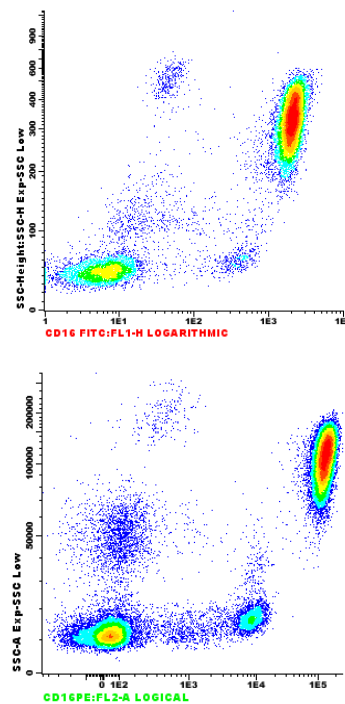 SSC-Height:SSC-H Exp-SSC Low
900
600
400
300
200
100
0
1 1E1 1E2 1E3 1E
CD16 FITC:FL1-H LOGARITHMIC
SSC-A Exp-SSC Low
200000
100000
50000
0
0 1E2 1E3 1E4 1E5
CD16PE:FL2-A LOGICAL